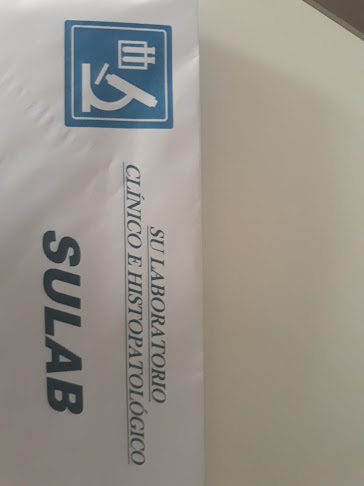 SU LABORATORIO
CLÍNICO E HISTOPATOLÓGICO
SULAB